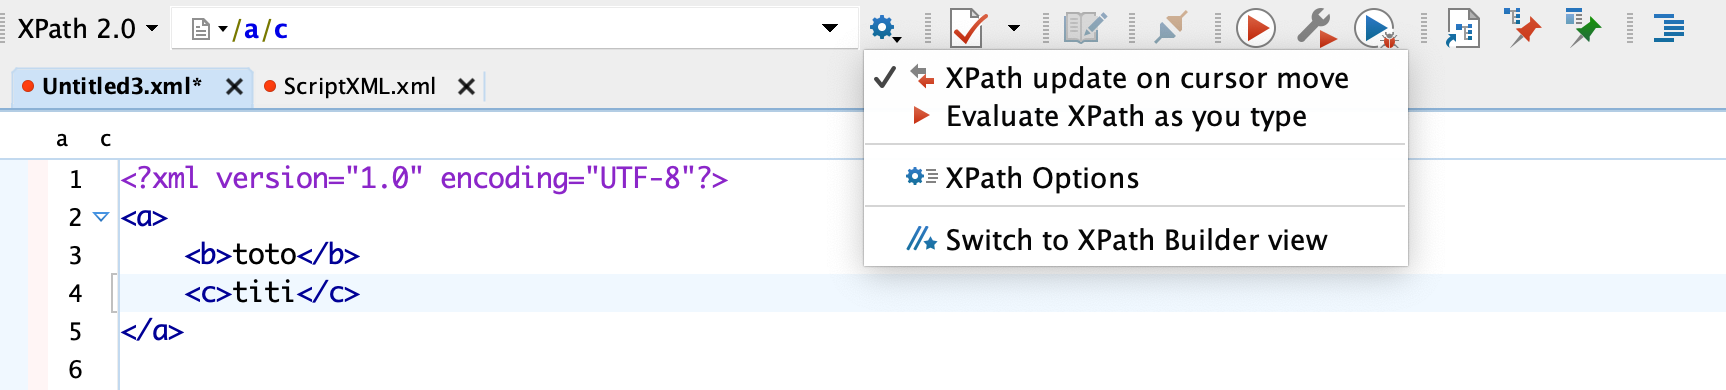 XPath 2.0 /a/c
Untitled3.xml* ScriptXML.xml
XPath update on cursor move
Evaluate XPath as you type
XPath Options
Switch to XPath Builder view
a c
1 <?xml version="1.0" encoding="UTF-8"?>
2 <a>
3 <b>toto</b>
4 <c>titi</c>
5 </a>
6